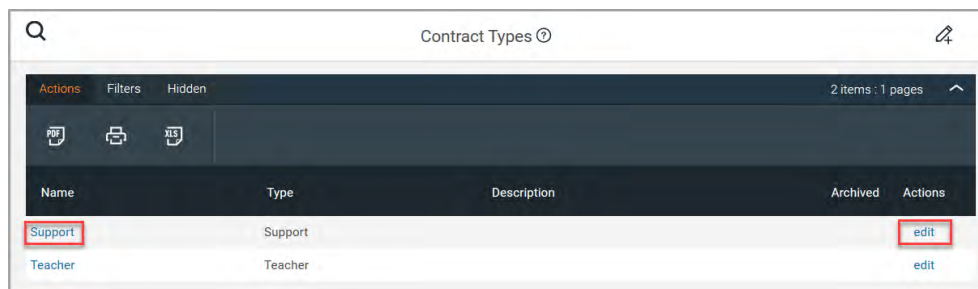 Contract Types ?
Actions Filters Hidden 2 items : 1 pages
PDF XLS
Name Type Description Archived Actions
Support Support edit
Teacher Teacher edit